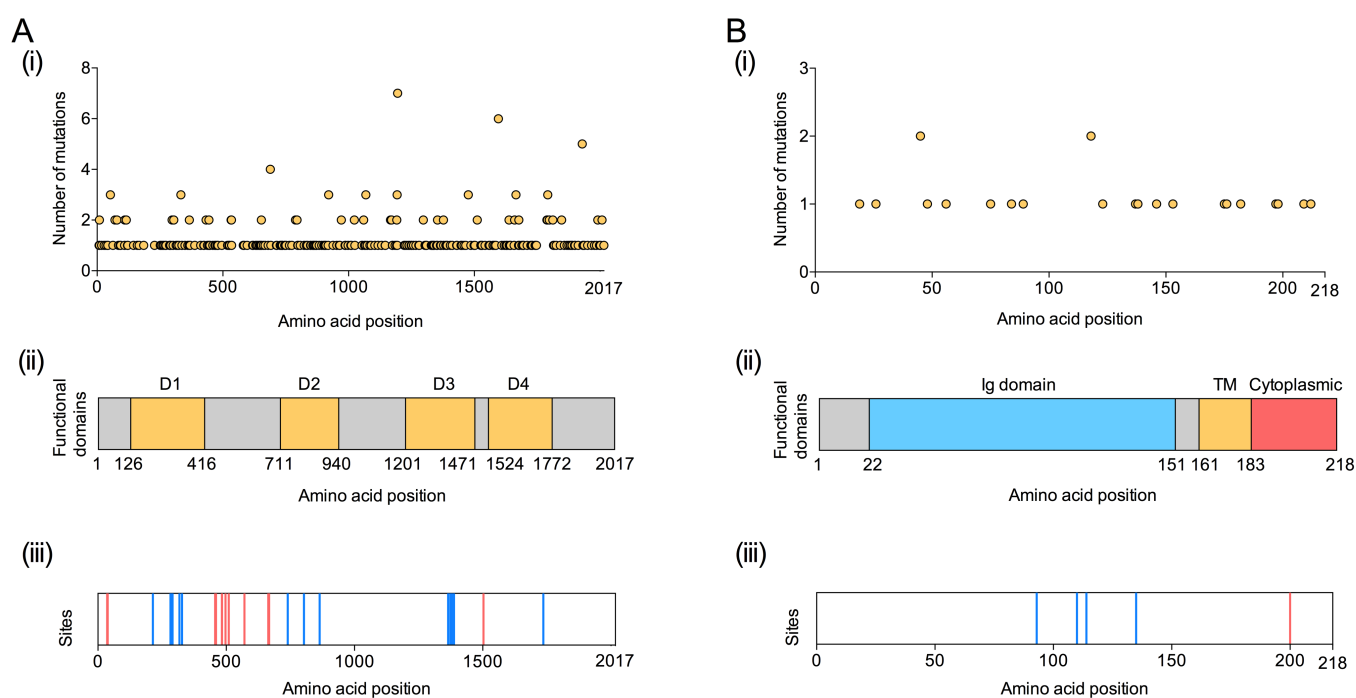 A
(i)
Number of mutations
8
6
4
2
0
0 500 1000 1500 2017
Amino acid position
(ii)
Functional
domains
D1 D2 D3 D4
1 126 416 711 940 1201 1471 1524 1772 2017
Amino acid position
(iii)
Sites
0 500 1000 1500 2017
Amino acid position
B
(i)
Number of mutations
3
2
1
0
0 50 100 150 200 218
Amino acid position
(ii)
Functional
domains
Ig domain TM Cytoplasmic
1 22 151 161 183 218
Amino acid position
(iii)
Sites
0 50 100 150 200 218
Amino acid position